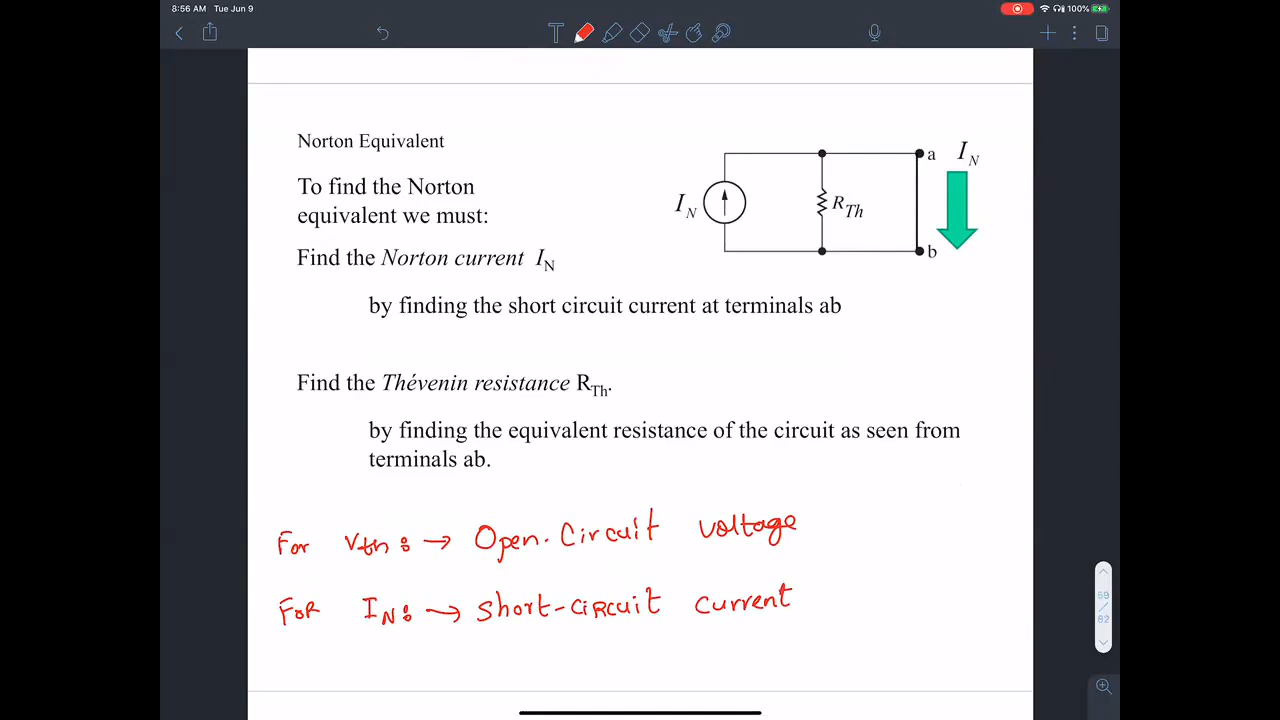 8:56 AM Tue Jun 9
100%
T
Norton Equivalent
a I_N
To find the Norton
equivalent we must:
I_N R_Th
Find the Norton current I_N
b
by finding the short circuit current at terminals ab
Find the Thévenin resistance R_Th.
by finding the equivalent resistance of the circuit as seen from
terminals ab.
For Vth: → Open-Circuit voltage
FOR IN: → Short-CiRcuit current
59
/
82